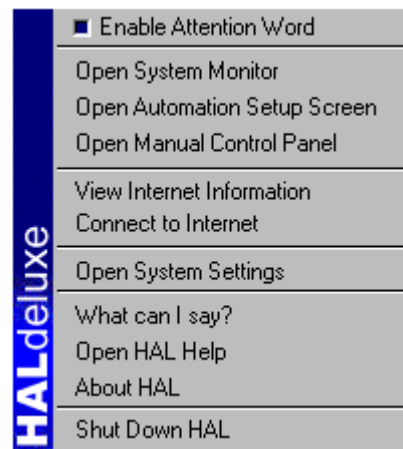 Enable Attention Word
Open System Monitor
Open Automation Setup Screen
Open Manual Control Panel
View Internet Information
Connect to Internet
Open System Settings
What can I say?
Open HAL Help
About HAL
Shut Down HAL
HALdeluxe